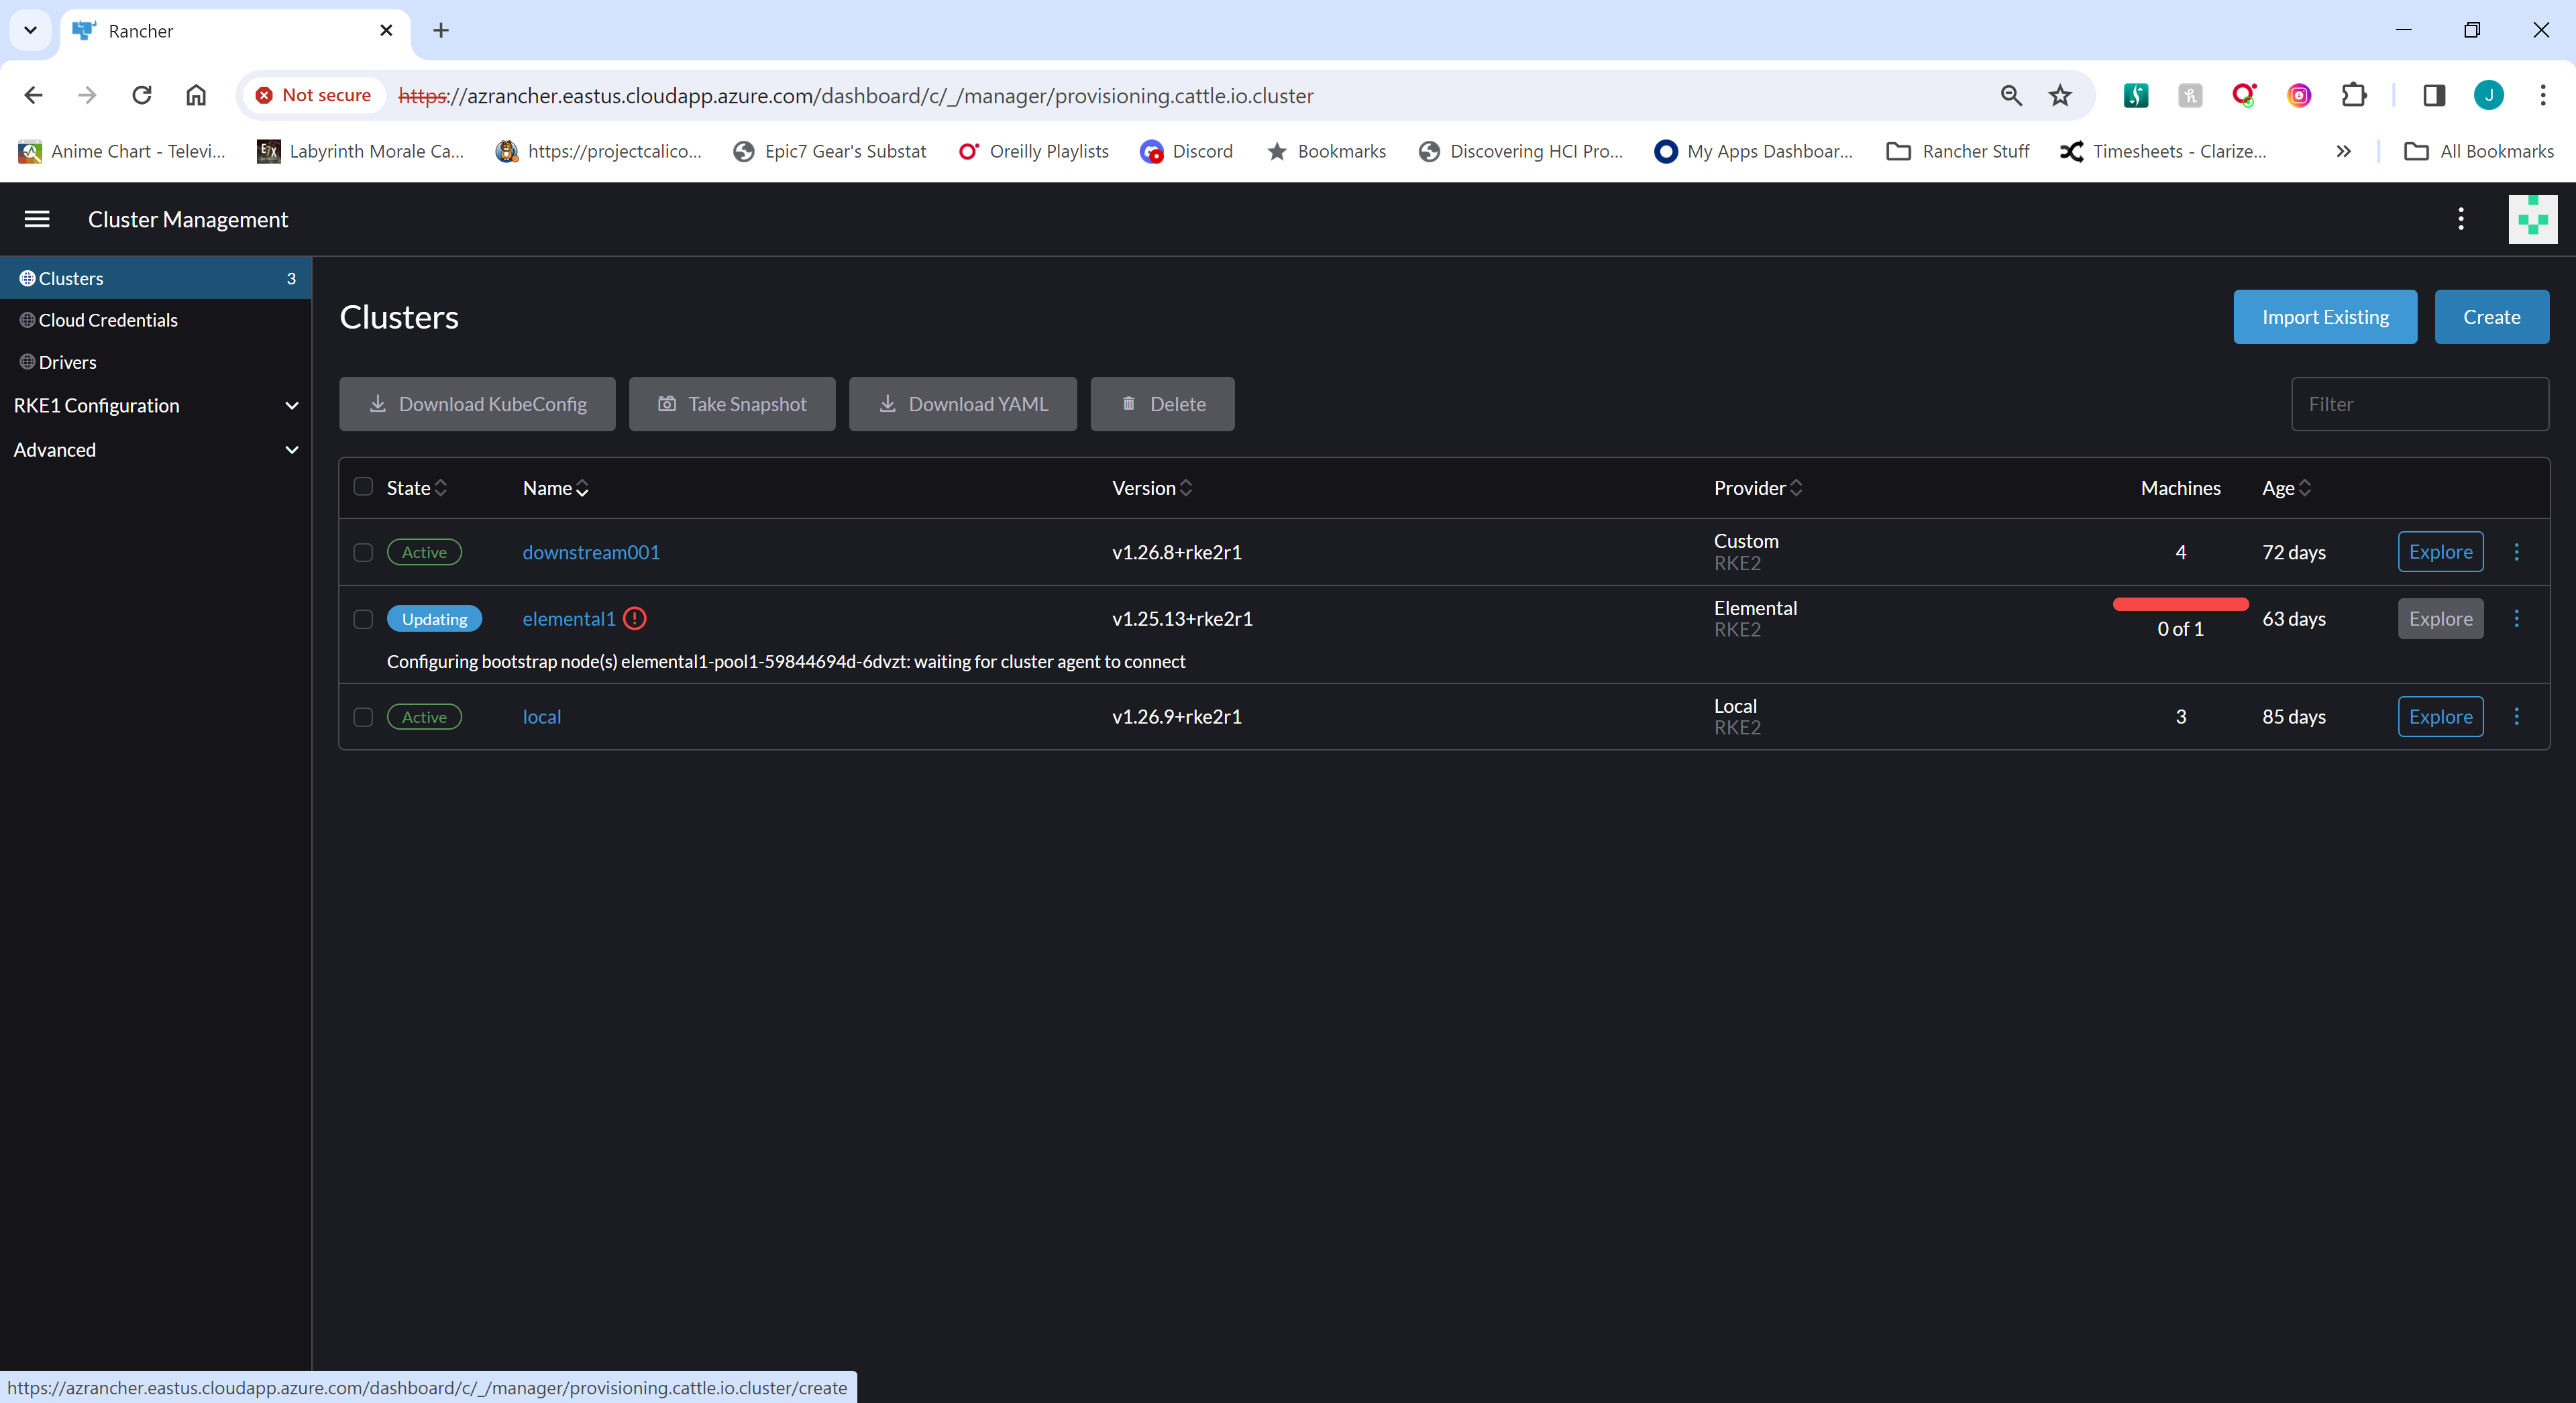 Rancher
Not secure
https://azrancher.eastus.cloudapp.azure.com/dashboard/c/_/manager/provisioning.cattle.io.cluster
J
Anime Chart - Televi...
Labyrinth Morale Ca...
https://projectcalico...
Epic7 Gear's Substat
Oreilly Playlists
Discord
Bookmarks
Discovering HCI Pro...
My Apps Dashboar...
Rancher Stuff
Timesheets - Clarize...
All Bookmarks
Cluster Management
Clusters 3
Cloud Credentials
Drivers
RKE1 Configuration
Advanced
Clusters
Import Existing
Create
Download KubeConfig
Take Snapshot
Download YAML
Delete
Filter
State Name Version Provider Machines Age
Active downstream001 v1.26.8+rke2r1 Custom 4 72 days Explore
RKE2
Updating elemental1 v1.25.13+rke2r1 Elemental 0 of 1 63 days Explore
RKE2
Configuring bootstrap node(s) elemental1-pool1-59844694d-6dvzt: waiting for cluster agent to connect
Active local v1.26.9+rke2r1 Local 3 85 days Explore
RKE2
https://azrancher.eastus.cloudapp.azure.com/dashboard/c/_/manager/provisioning.cattle.io.cluster/create